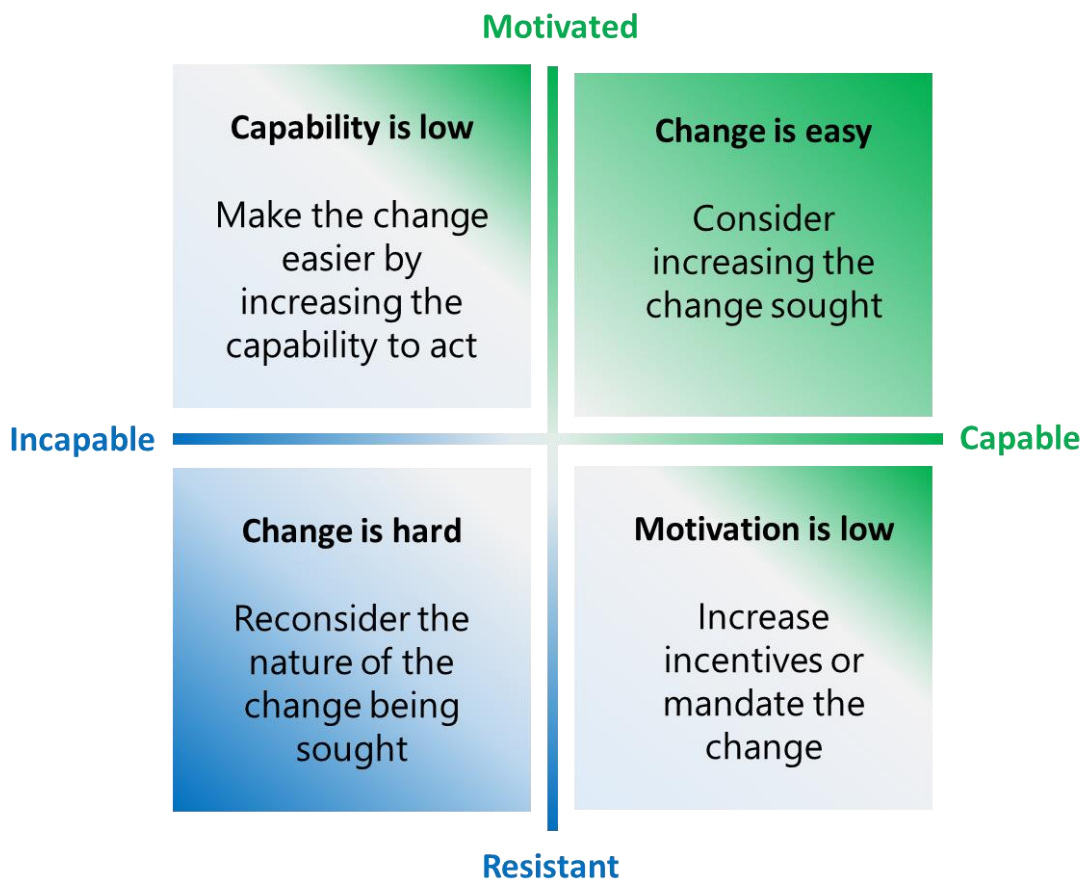 Motivated
Capability is low
Make the change
easier by
increasing the
capability to act
Change is easy
Consider
increasing the
change sought
Incapable
Capable
Change is hard
Reconsider the
nature of the
change being
sought
Motivation is low
Increase
incentives or
mandate the
change
Resistant